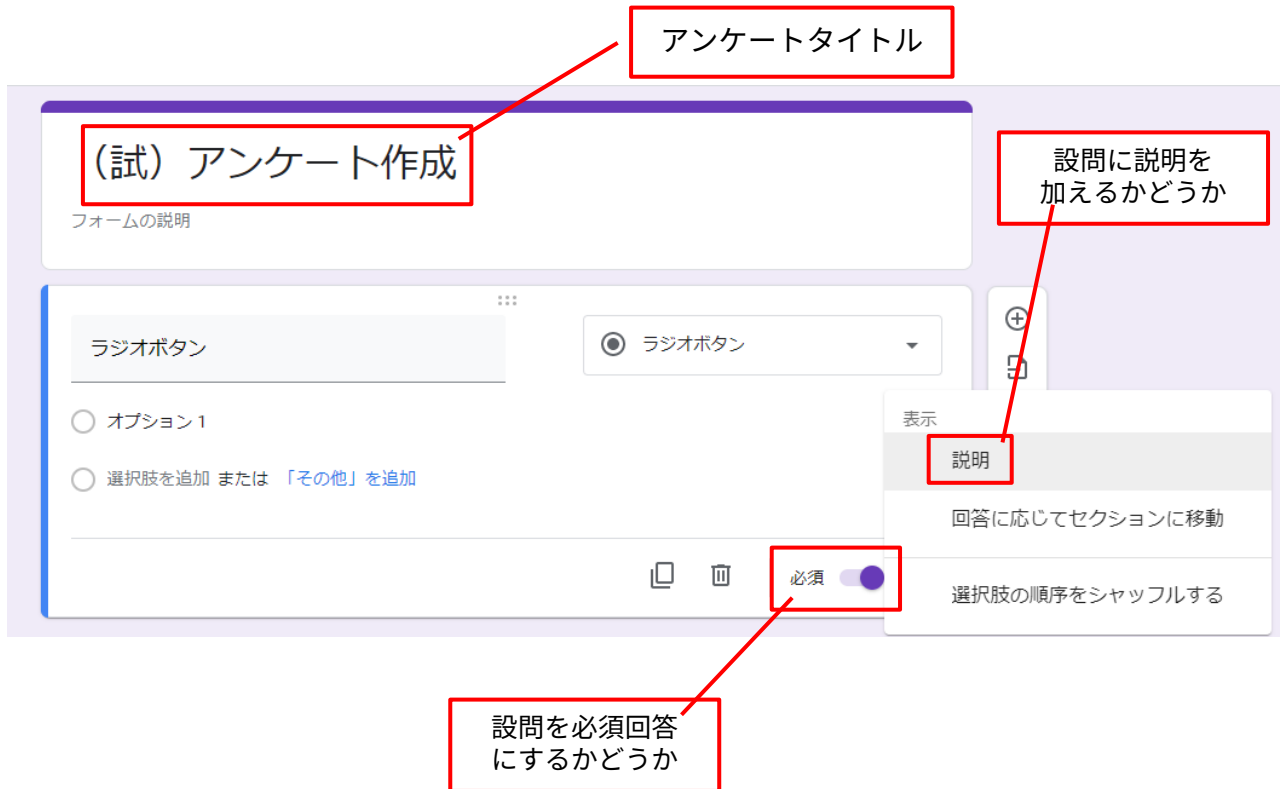 アンケートタイトル
（試）アンケート作成
フォームの説明
設問に説明を
加えるかどうか
ラジオボタン
ラジオボタン
オプション 1
選択肢を追加 または 「その他」を追加
表示
説明
回答に応じてセクションに移動
選択肢の順序をシャッフルする
必須
設問を必須回答
にするかどうか